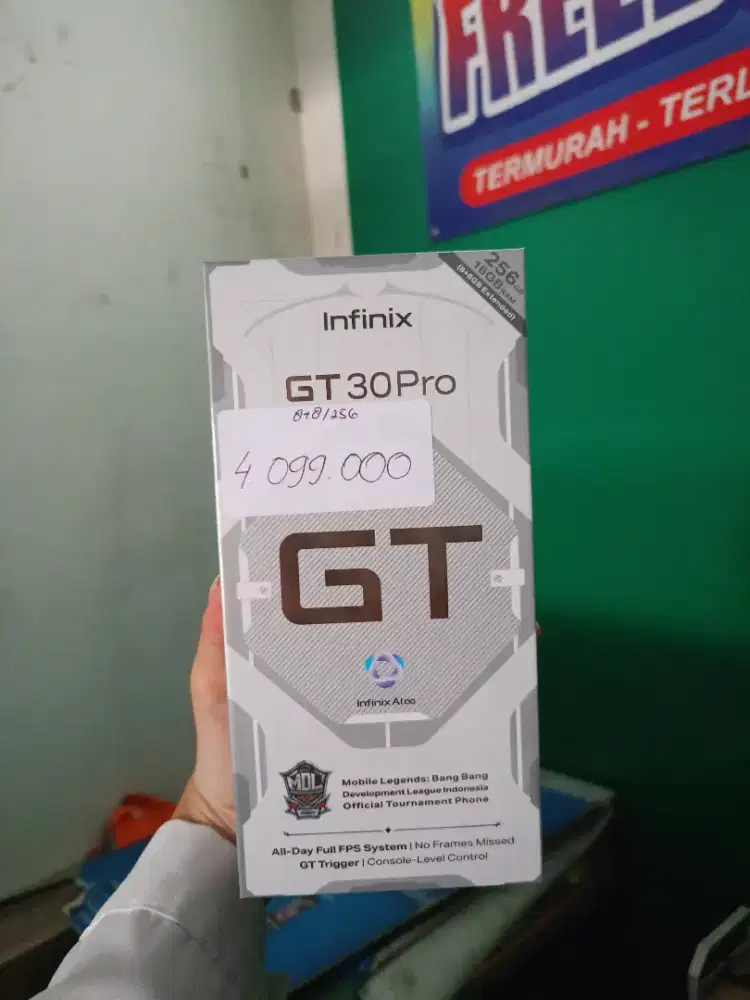 TERMURAH - TERL
256GB
16GB RAM
(8+8GB Extended)
Infinix
GT 30 Pro
8+8/256
4.099.000
GT
Infinix AI∞
MDL
Mobile Legends: Bang Bang
Development League Indonesia
Official Tournament Phone
All-Day Full FPS System | No Frames Missed
GT Trigger | Console-Level Control